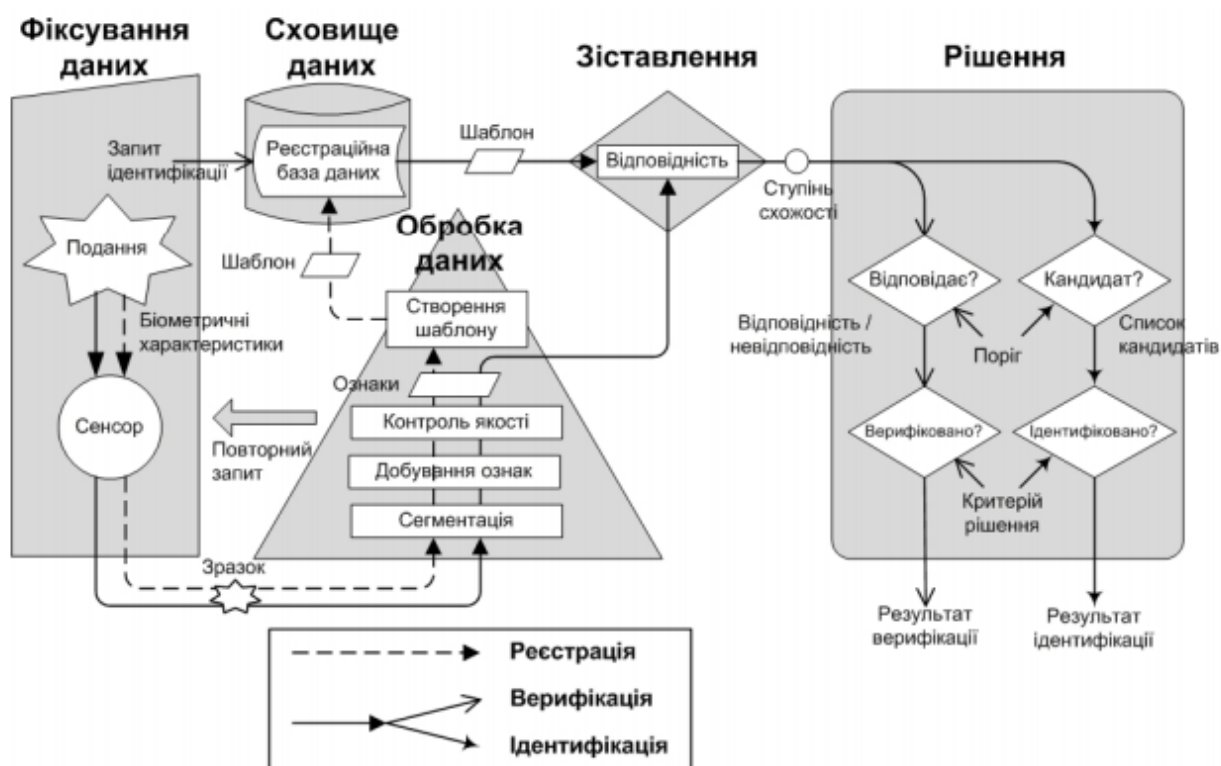 Фіксування
даних
Сховище
даних
Зіставлення
Рішення
Запит
ідентифікації
Реєстраційна
база даних
Шаблон
Відповідність
Ступінь
схожості
Подання
Шаблон
Обробка
даних
Створення
шаблону
Біометричні
характеристики
Ознаки
Сенсор
Повторний
запит
Контроль якості
Добування ознак
Сегментація
Зразок
Відповідає?
Кандидат?
Відповідність /
невідповідність
Поріг
Список
кандидатів
Верифіковано?
Ідентифіковано?
Критерій
рішення
Результат
верифікації
Результат
ідентифікації
Реєстрація
Верифікація
Ідентифікація